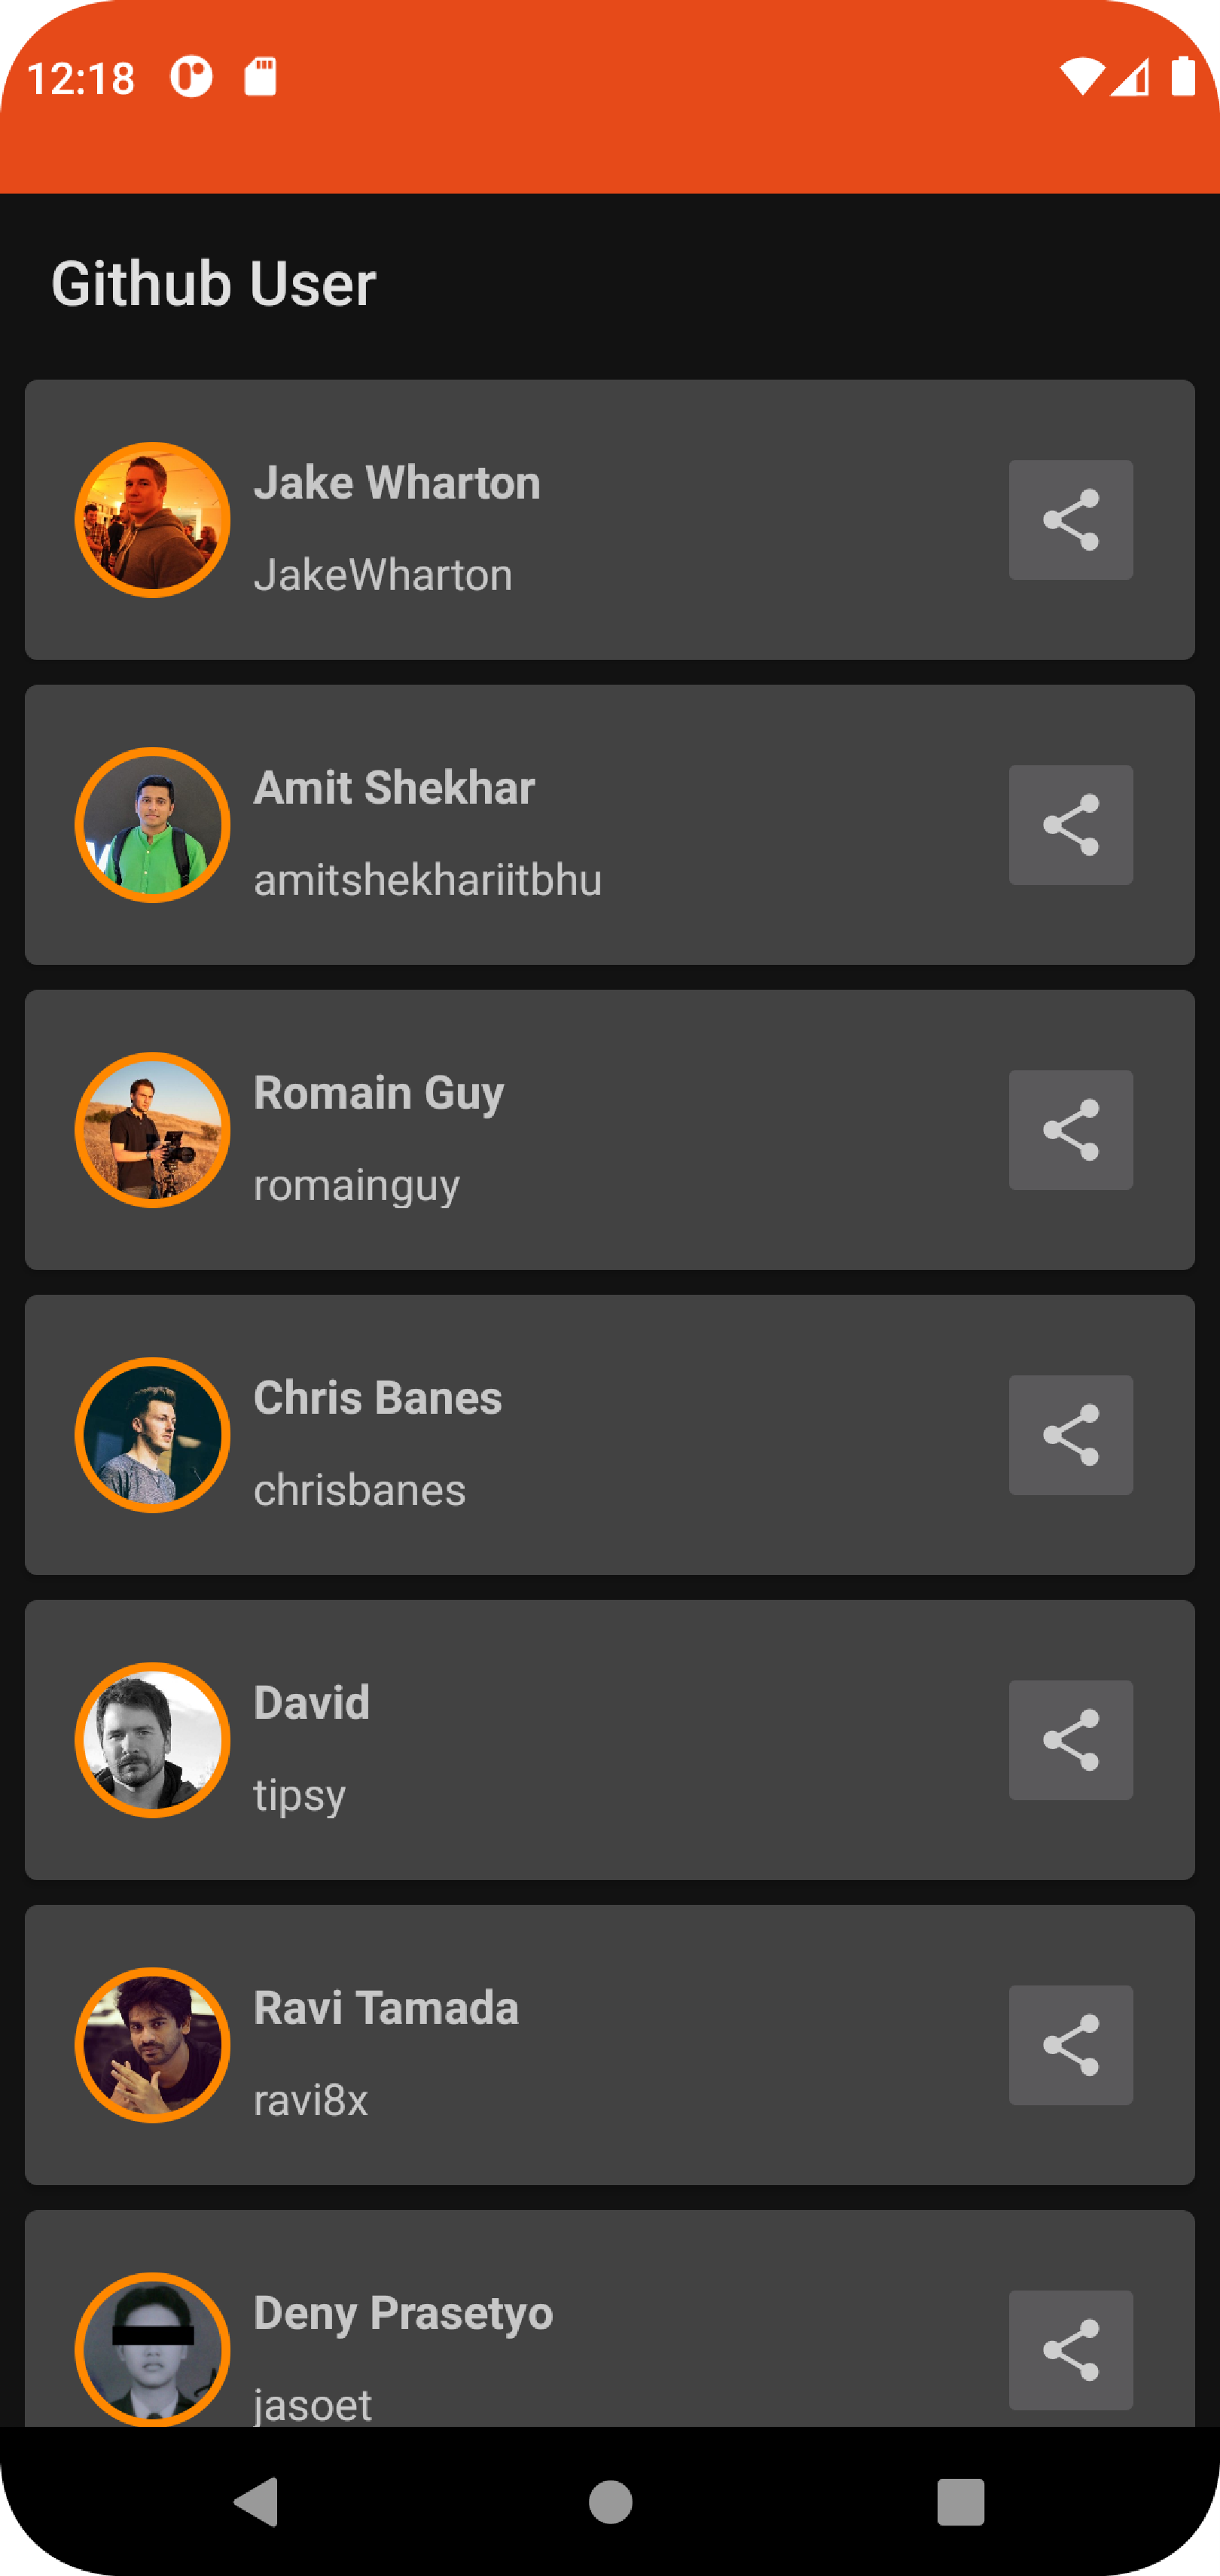 12:18
Github User
Jake Wharton
JakeWharton
Amit Shekhar
amitshekhariitbhu
Romain Guy
romainguy
Chris Banes
chrisbanes
David
tipsy
Ravi Tamada
ravi8x
Deny Prasetyo
jasoet